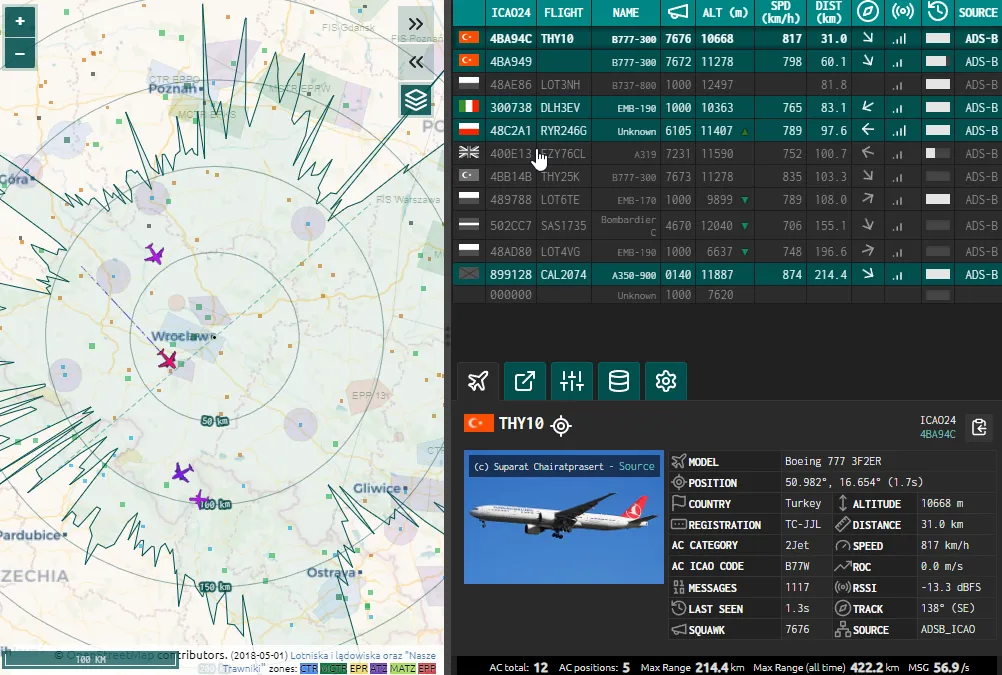 +
−
FIS Gdańsk
FIS Poznań
CTR EPPO
Poznań
MCTR EPKS
MSTR EPPW
PO
Góra
FIS Warszawa
Wrocław
EPP 13
50 km
100 km
150 km
CT
Gliwice
Pardubice
ZECHIA
Ostrava
100 KM
© OpenStreetMap contributors. (2018-05-01) Lotniska i lądowiska oraz "Nasze
Trawniki" zones: CTR MCTR EPR ATZ MATZ EPP
ICAO24 FLIGHT NAME ALT (m) SPD (km/h) DIST (km) SOURCE
4BA94C THY10 B777-300 7676 10668 817 31.0 ADS-B
4BA949 B777-300 7672 11278 798 60.1 ADS-B
48AE86 LOT3NH B737-800 1000 12497 81.8 ADS-B
300738 DLH3EV EMB-190 1000 10363 765 83.1 ADS-B
48C2A1 RYR246G Unknown 6105 11407 ▲ 789 97.6 ADS-B
400E13 EZY76CL A319 7231 11590 752 100.7 ADS-B
4BB14B THY25K B777-300 7673 11278 835 103.3 ADS-B
489788 LOT6TE EMB-170 1000 9899 ▼ 789 108.0 ADS-B
502CC7 SAS1735 Bombardier C 4670 12040 ▼ 706 155.1 ADS-B
48AD80 LOT4VG EMB-190 1000 6637 ▼ 748 196.6 ADS-B
899128 CAL2074 A350-900 0140 11887 874 214.4 ADS-B
000000 Unknown 1000 7620
THY10
ICAO24
4BA94C
(c) Suparat Chairatprasert - Source
MODEL Boeing 777 3F2ER
POSITION 50.982°, 16.654° (1.7s)
COUNTRY Turkey ALTITUDE 10668 m
REGISTRATION TC-JJL DISTANCE 31.0 km
AC CATEGORY 2Jet SPEED 817 km/h
AC ICAO CODE B77W ROC 0.0 m/s
MESSAGES 1117 RSSI -13.3 dBFS
LAST SEEN 1.3s TRACK 138° (SE)
SQUAWK 7676 SOURCE ADSB_ICAO
AC total: 12 AC positions: 5 Max Range 214.4 km Max Range (all time) 422.2 km MSG 56.9 /s